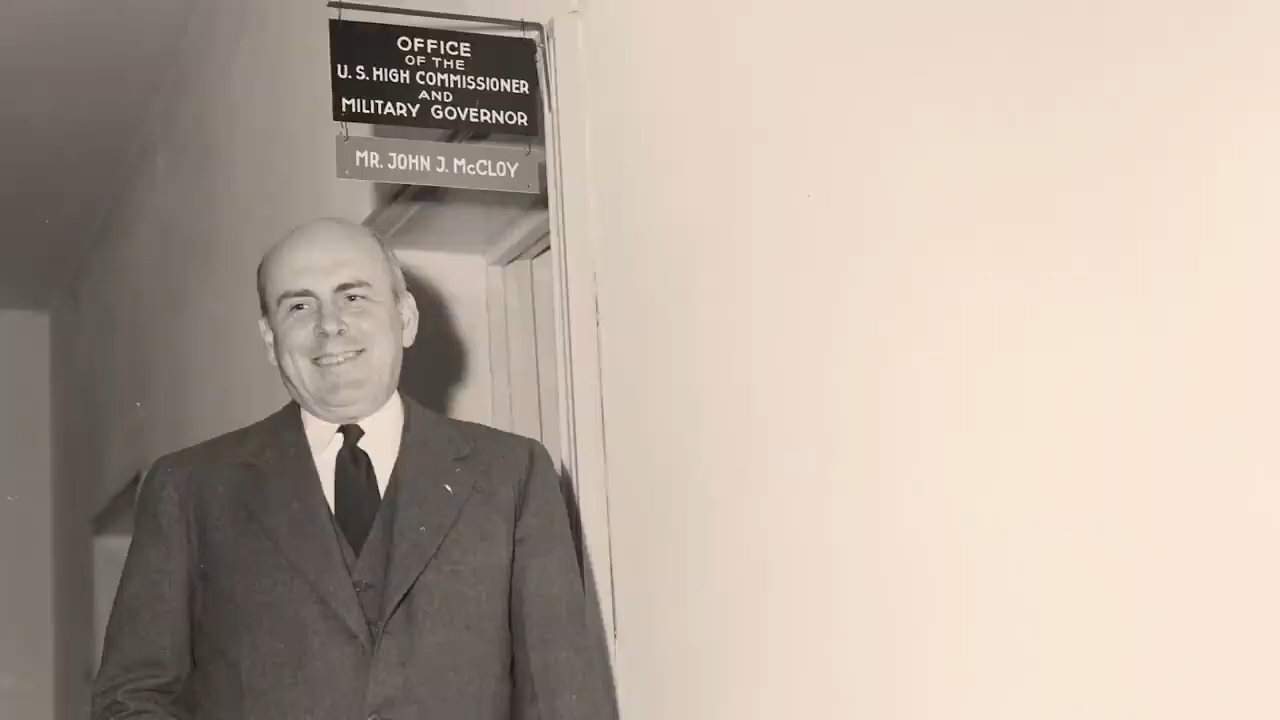 OFFICE
OF THE
U.S. HIGH COMMISSIONER
AND
MILITARY GOVERNOR
MR. JOHN J. McCLOY